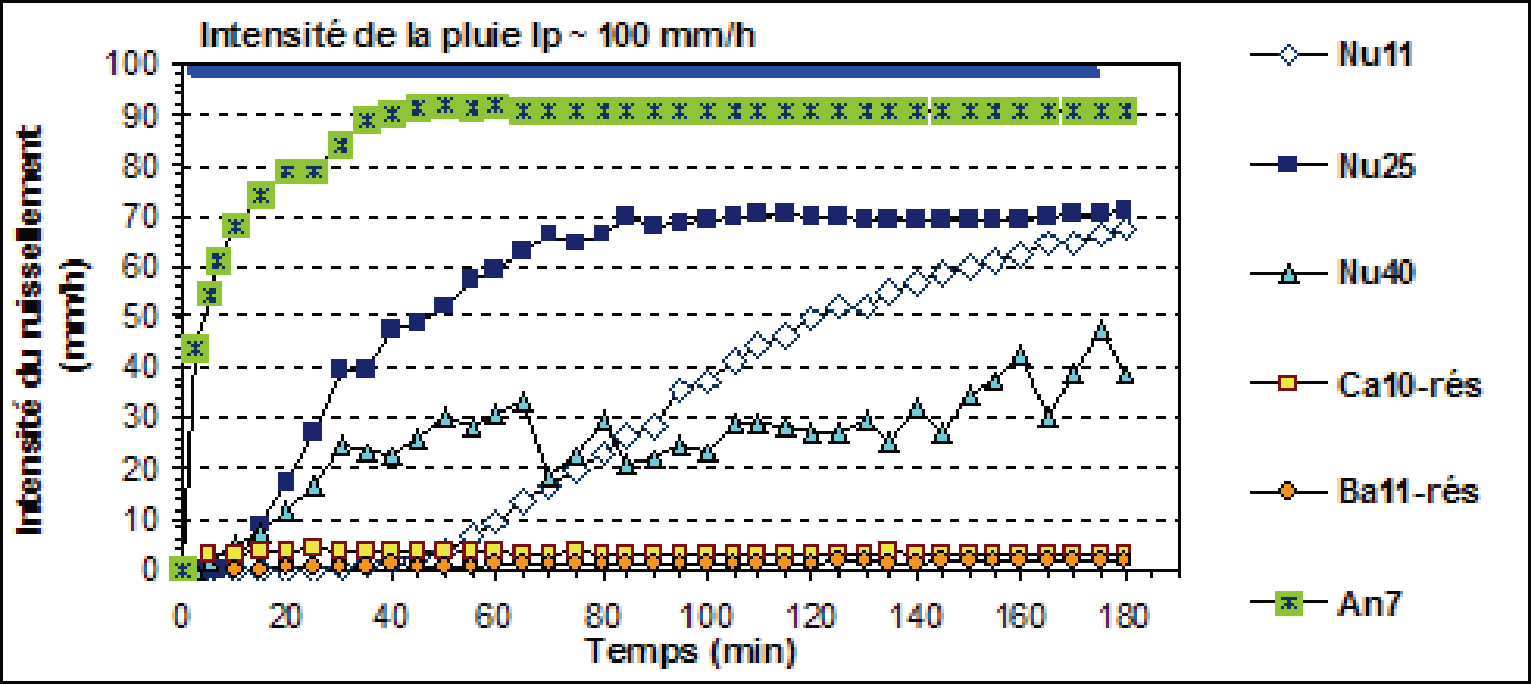 Intensité de la pluie Ip ~ 100 mm/h
Intensité du ruissellement
(mm/h)
100
90
80
70
60
50
40
30
20
10
0
0 20 40 60 80 100 120 140 160 180
Temps (min)
Nu11
Nu25
Nu40
Ca10-rés
Ba11-rés
An7